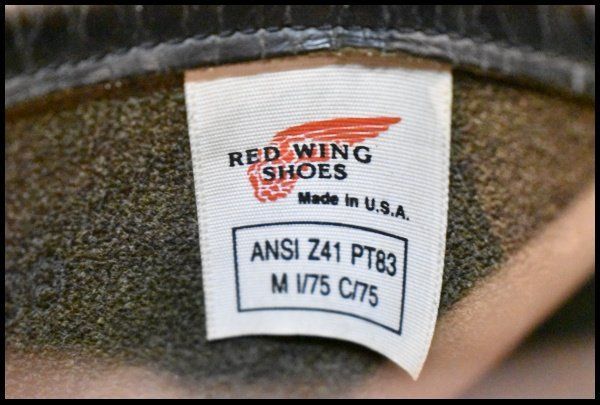 RED WING
SHOES
Made in U.S.A.
ANSI Z41 PT83
M I/75 C/75